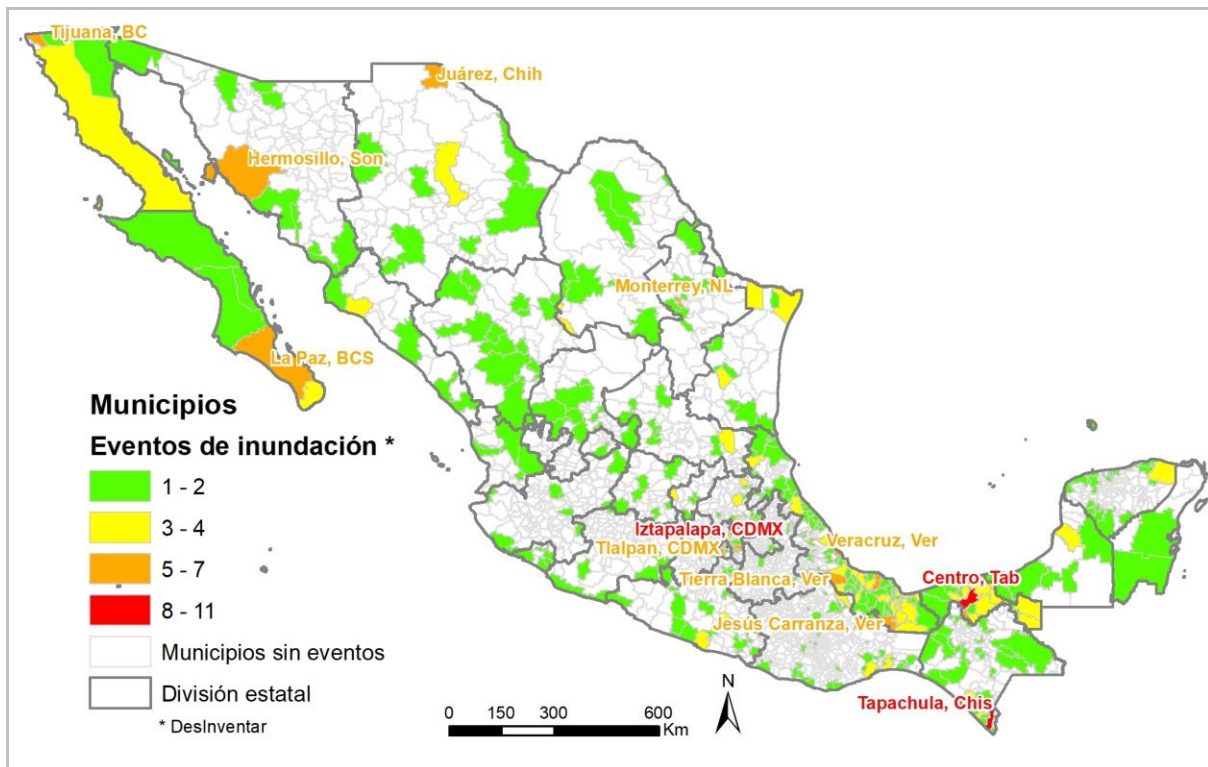 Tijuana, BC
Juárez, Chih
Hermosillo, Son
Monterrey, NL
La Paz, BCS
Municipios
Eventos de inundación *
1 - 2
3 - 4
5 - 7
8 - 11
Municipios sin eventos
División estatal
* DesInventar
Iztapalapa, CDMX
Tlalpan, CDMX
Veracruz, Ver
Tierra Blanca, Ver
Centro, Tab
Jesús Carranza, Ver
Tapachula, Chis
N
0 150 300 600
Km